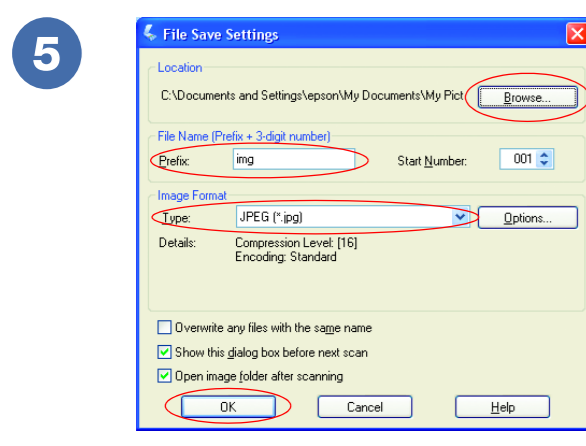 5
File Save Settings
Location
C:\Documents and Settings\epson\My Documents\My Pict
Browse...
File Name (Prefix + 3-digit number)
Prefix: img Start Number: 001
Image Format
Type: JPEG (*.jpg) Options...
Details: Compression Level: [16]
Encoding: Standard
Overwrite any files with the same name
Show this dialog box before next scan
Open image folder after scanning
OK Cancel Help